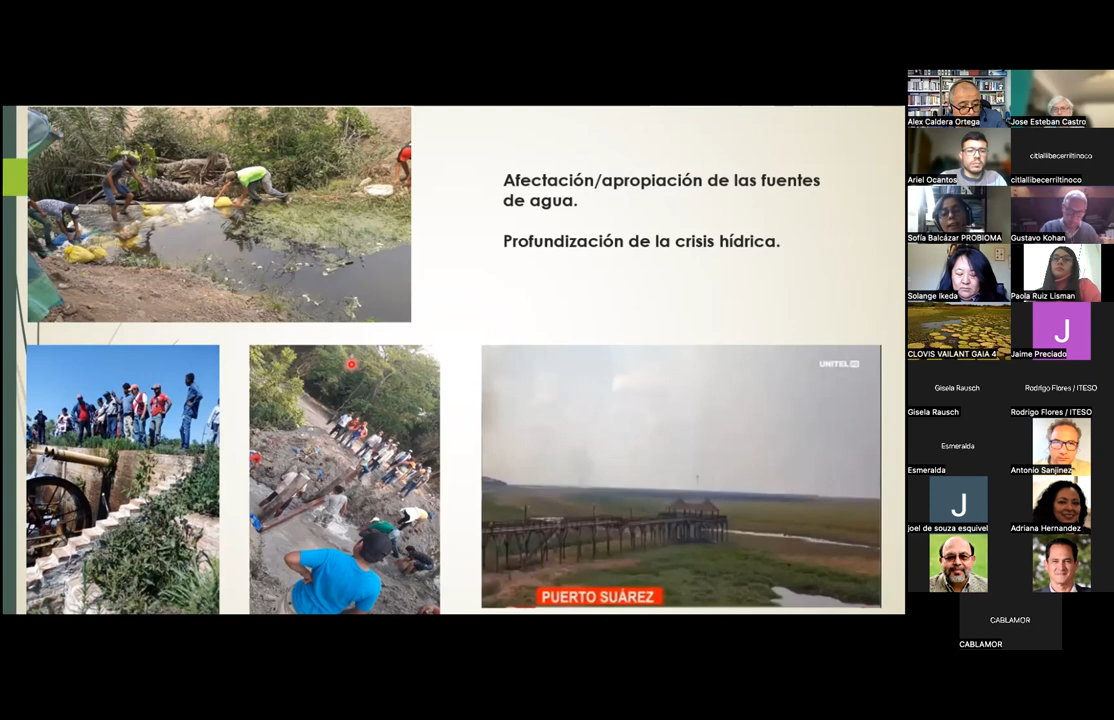 Afectación/apropiación de las fuentes
de agua.
Profundización de la crisis hídrica.
UNITEL
PUERTO SUÁREZ
Alex Caldera Ortega
Jose Esteban Castro
Ariel Ocantos
citlallibecerriltinoco
citlallibecerriltinoco
Sofía Balcázar PROBIOMA
Gustavo Kohan
Solange Ikeda
Paola Ruiz Lisman
CLOVIS VAILANT GAIA 4
J
Jaime Preciado
Gisela Rausch
Gisela Rausch
Rodrigo Flores / ITESO
Rodrigo Flores / ITESO
Esmeralda
Esmeralda
Antonio Sanjinez
J
joel de souza esquivel
Adriana Hernandez
CABLAMOR
CABLAMOR